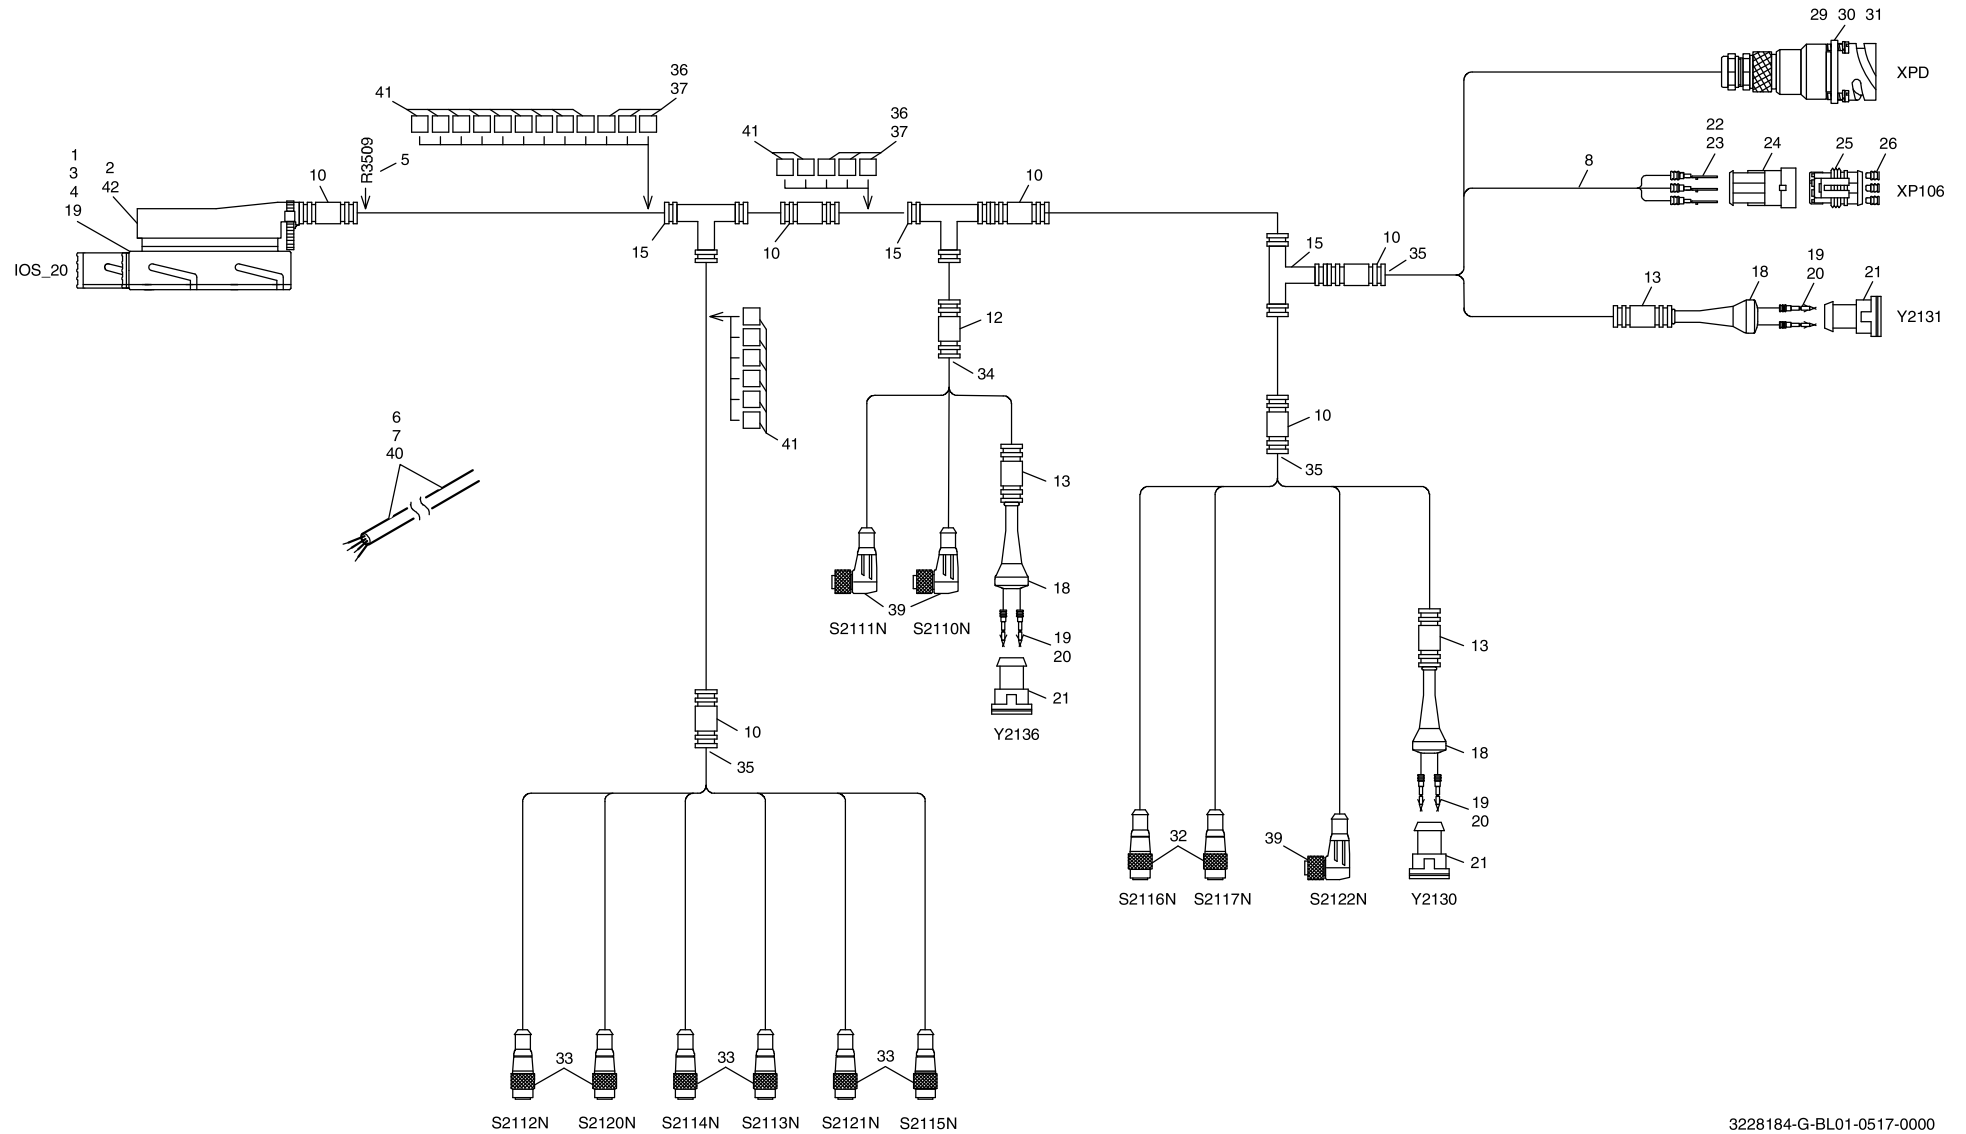 29 30 31
XPD
36
37
41
36
37
41
22
23
24
25
26
8
XP106
1
3
4
19
2
42
10
R3509
5
10
15
10
15
15
10
35
IOS_20
13
18
19
20
21
Y2131
12
34
41
10
35
6
7
40
13
18
39
S2111N
S2110N
19
20
21
Y2136
13
18
19
20
21
32
39
S2116N
S2117N
S2122N
Y2130
10
35
33
33
33
S2112N
S2120N
S2114N
S2113N
S2121N
S2115N
3228184-G-BL01-0517-0000